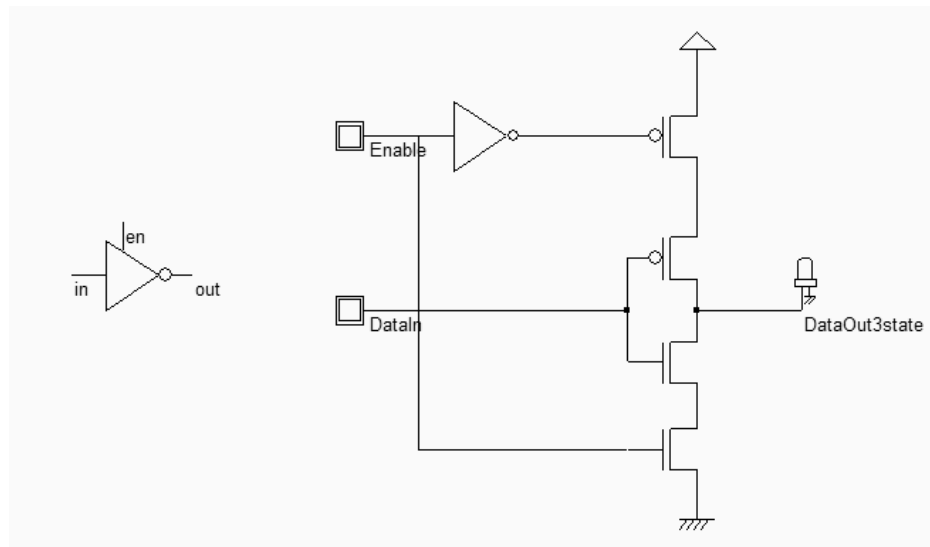 Enable
en
in
out
DataIn
DataOut3state